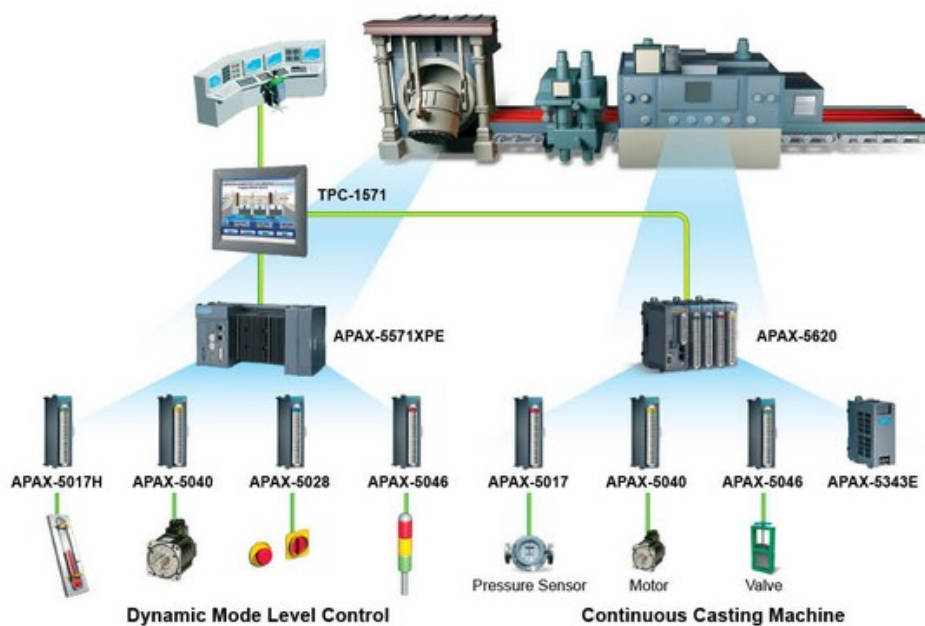 TPC-1571
APAX-5571XPE
APAX-5620
APAX-5017H
APAX-5040
APAX-5028
APAX-5046
APAX-5017
APAX-5040
APAX-5046
APAX-5343E
Pressure Sensor
Motor
Valve
Dynamic Mode Level Control
Continuous Casting Machine